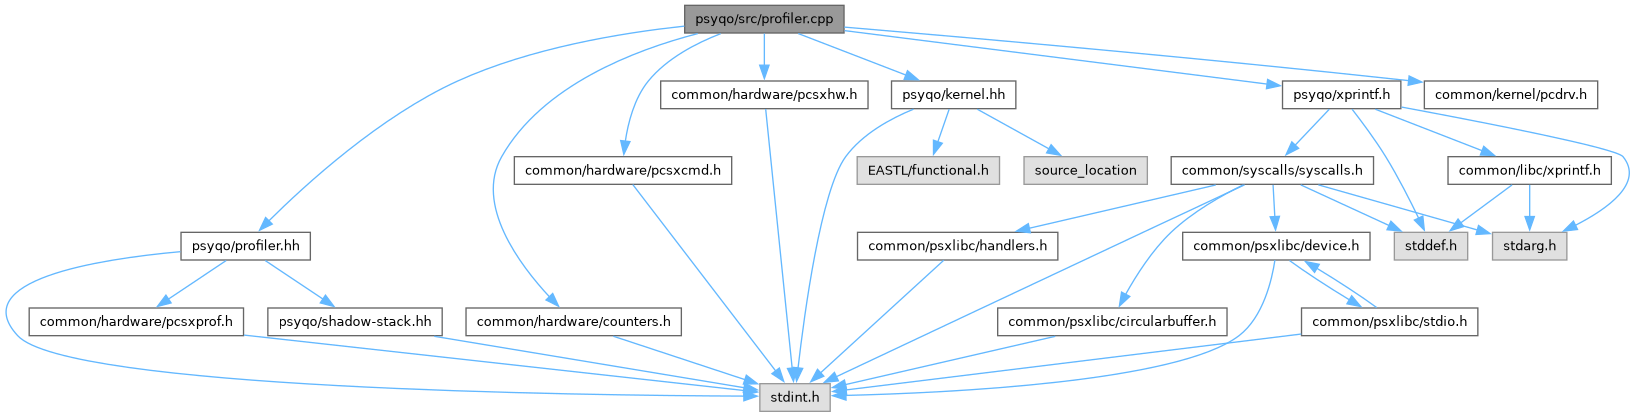 psyqo/src/profiler.cpp
common/hardware/pcsxhw.h
psyqo/kernel.hh
psyqo/xprintf.h
common/kernel/pcdrv.h
common/hardware/pcsxcmd.h
EASTL/functional.h
source_location
common/syscalls/syscalls.h
common/libc/xprintf.h
psyqo/profiler.hh
common/psxlibc/handlers.h
common/psxlibc/device.h
stddef.h
stdarg.h
common/hardware/pcsxprof.h
psyqo/shadow-stack.hh
common/hardware/counters.h
common/psxlibc/circularbuffer.h
common/psxlibc/stdio.h
stdint.h